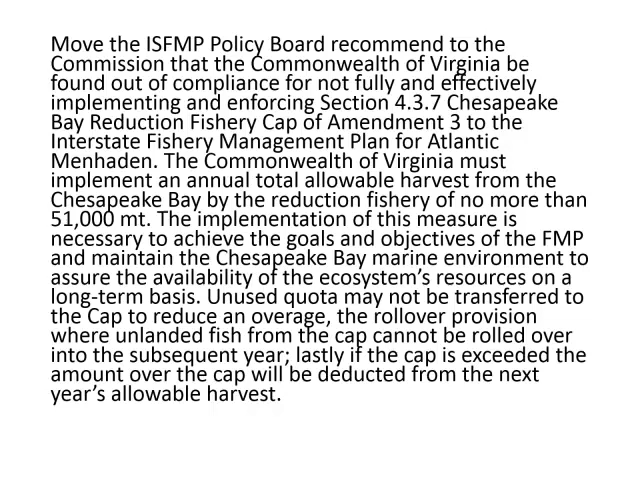 Move the ISFMP Policy Board recommend to the
Commission that the Commonwealth of Virginia be
found out of compliance for not fully and effectively
implementing and enforcing Section 4.3.7 Chesapeake
Bay Reduction Fishery Cap of Amendment 3 to the
Interstate Fishery Management Plan for Atlantic
Menhaden. The Commonwealth of Virginia must
implement an annual total allowable harvest from the
Chesapeake Bay by the reduction fishery of no more than
51,000 mt. The implementation of this measure is
necessary to achieve the goals and objectives of the FMP
and maintain the Chesapeake Bay marine environment to
assure the availability of the ecosystem’s resources on a
long-term basis. Unused quota may not be transferred to
the Cap to reduce an overage, the rollover provision
where unlanded fish from the cap cannot be rolled over
into the subsequent year; lastly if the cap is exceeded the
amount over the cap will be deducted from the next
year’s allowable harvest.